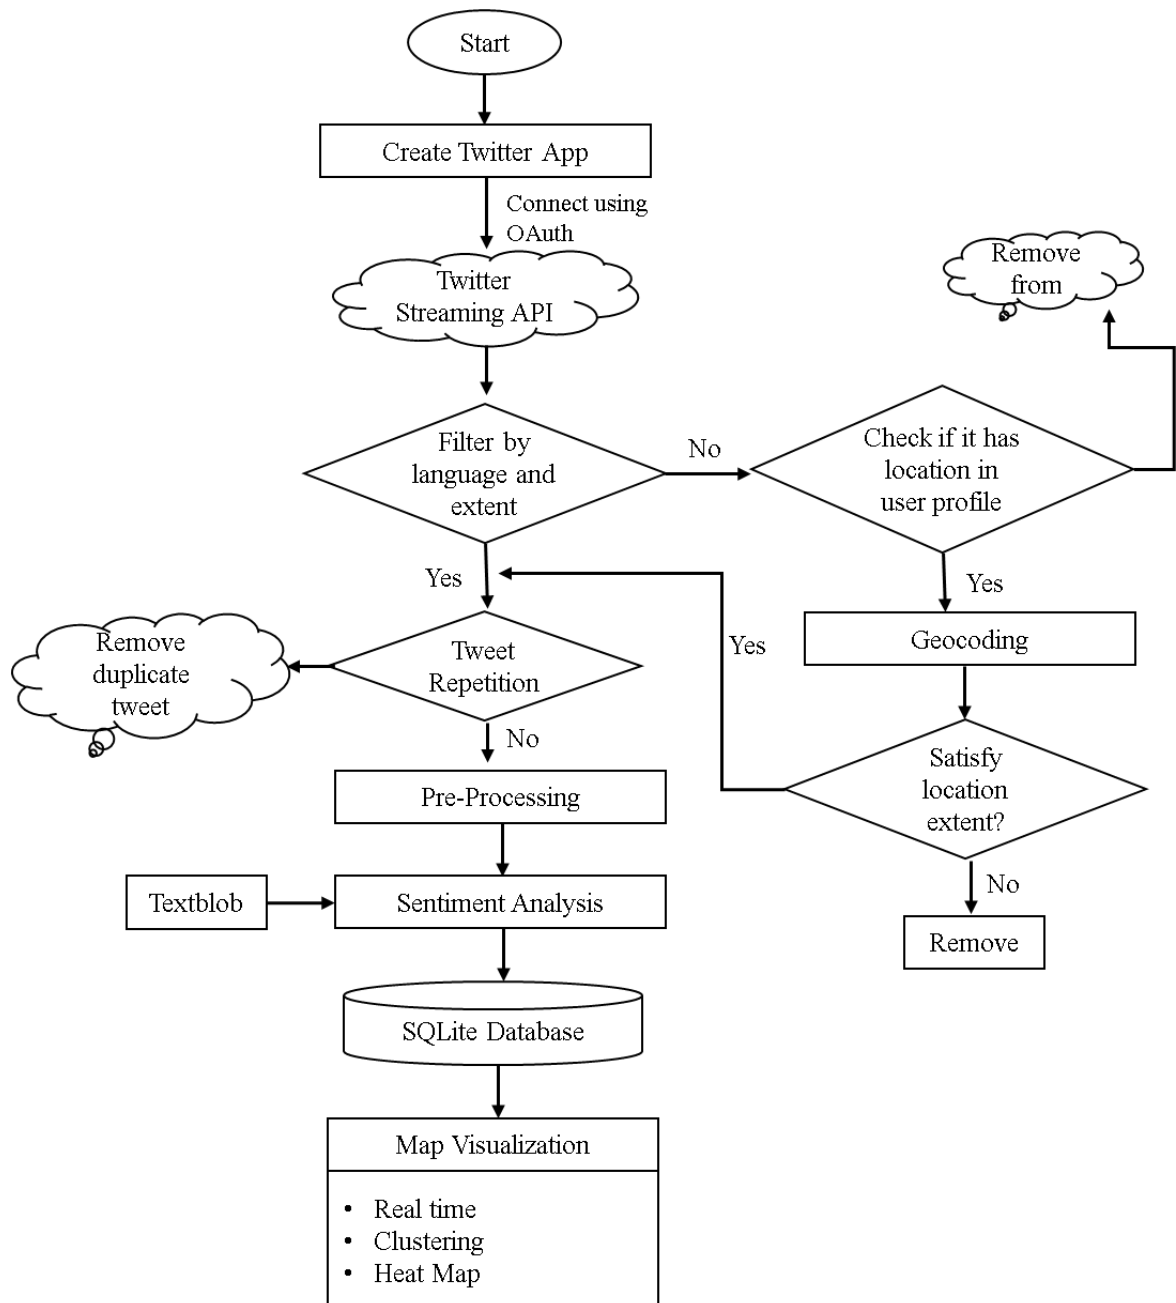 Start
Create Twitter App
Connect using
OAuth
Twitter
Streaming API
Remove
from
Filter by
language and
extent
No
Check if it has
location in
user profile
Yes
Yes
Geocoding
Remove
duplicate
tweet
Tweet
Repetition
Yes
No
Satisfy
location
extent?
Pre-Processing
No
Textblob
Sentiment Analysis
Remove
SQLite Database
Map Visualization
• Real time
• Clustering
• Heat Map